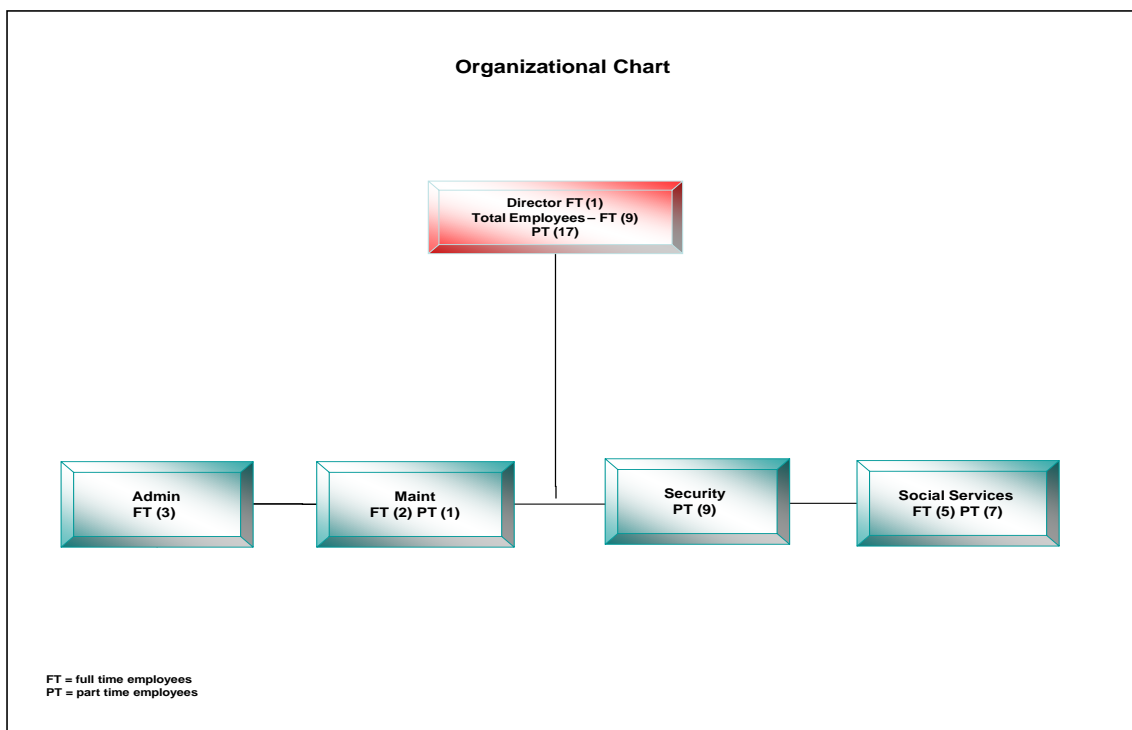 Organizational Chart
Director FT (1)
Total Employees – FT (9)
PT (17)
Admin
FT (3)
Maint
FT (2) PT (1)
Security
PT (9)
Social Services
FT (5) PT (7)
FT = full time employees
PT = part time employees